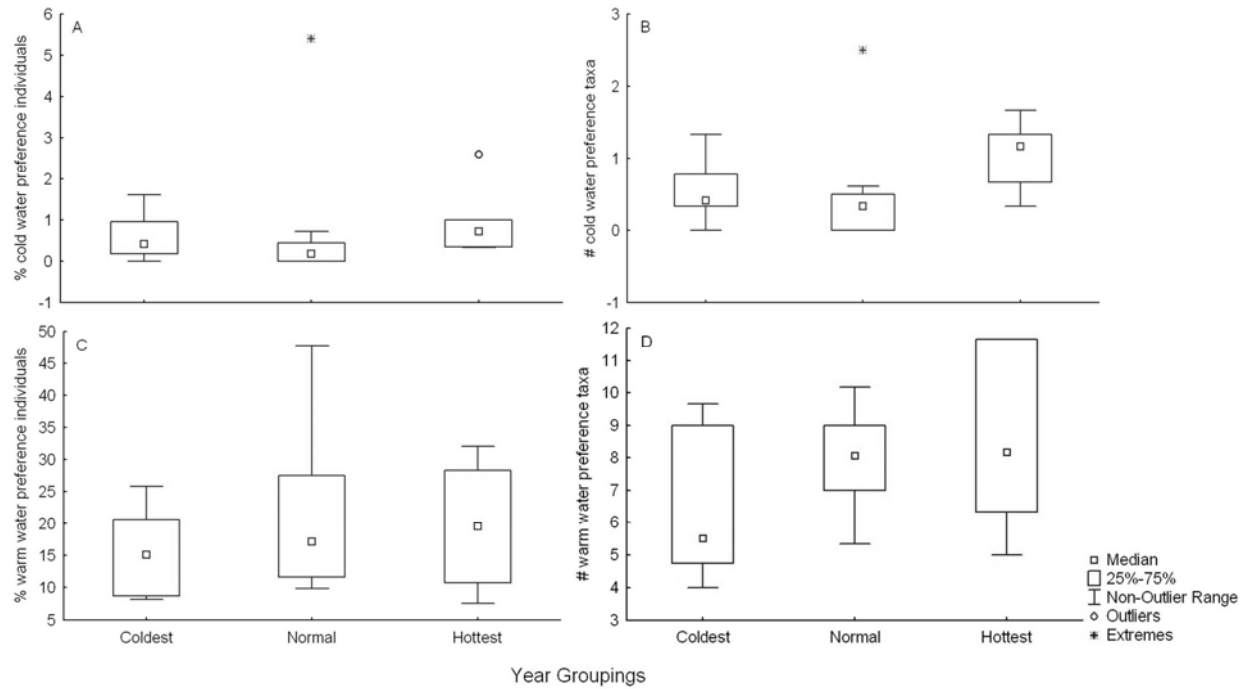 A
% cold water preference individuals
6
5
4
3
2
1
0
-1
B
# cold water preference taxa
3
2
1
0
-1
C
% warm water preference individuals
50
45
40
35
30
25
20
15
10
5
Coldest Normal Hottest
D
# warm water preference taxa
12
11
10
9
8
7
6
5
4
3
Coldest Normal Hottest
Median
25%-75%
Non-Outlier Range
Outliers
Extremes
Year Groupings